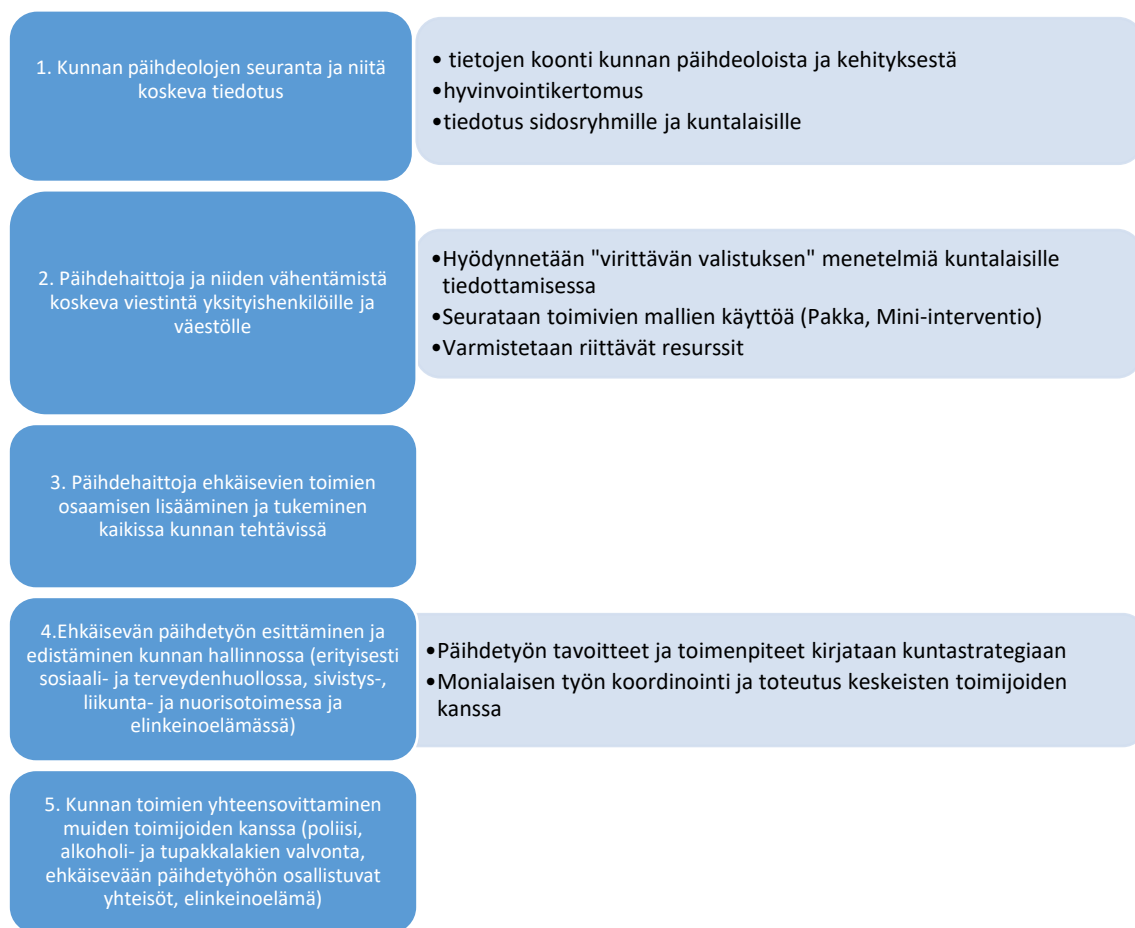 1. Kunnan päihdeolojen seuranta ja niitä
koskeva tiedotus
• tietojen koonti kunnan päihdeoloista ja kehityksestä
•hyvinvointikertomus
•tiedotus sidosryhmille ja kuntalaisille
2. Päihdehaittoja ja niiden vähentämistä
koskeva viestintä yksityishenkilöille ja
väestölle
•Hyödynnetään "virittävän valistuksen" menetelmiä kuntalaisille
tiedottamisessa
•Seurataan toimivien mallien käyttöä (Pakka, Mini-interventio)
•Varmistetaan riittävät resurssit
3. Päihdehaittoja ehkäisevien toimien
osaamisen lisääminen ja tukeminen
kaikissa kunnan tehtävissä
4.Ehkäisevän päihdetyön esittäminen ja
edistäminen kunnan hallinnossa (erityisesti
sosiaali- ja terveydenhuollossa, sivistys-,
liikunta- ja nuorisotoimessa ja
elinkeinoelämässä)
•Päihdetyön tavoitteet ja toimenpiteet kirjataan kuntastrategiaan
•Monialaisen työn koordinointi ja toteutus keskeisten toimijoiden
kanssa
5. Kunnan toimien yhteensovittaminen
muiden toimijoiden kanssa (poliisi,
alkoholi- ja tupakkalakien valvonta,
ehkäisevään päihdetyöhön osallistuvat
yhteisöt, elinkeinoelämä)